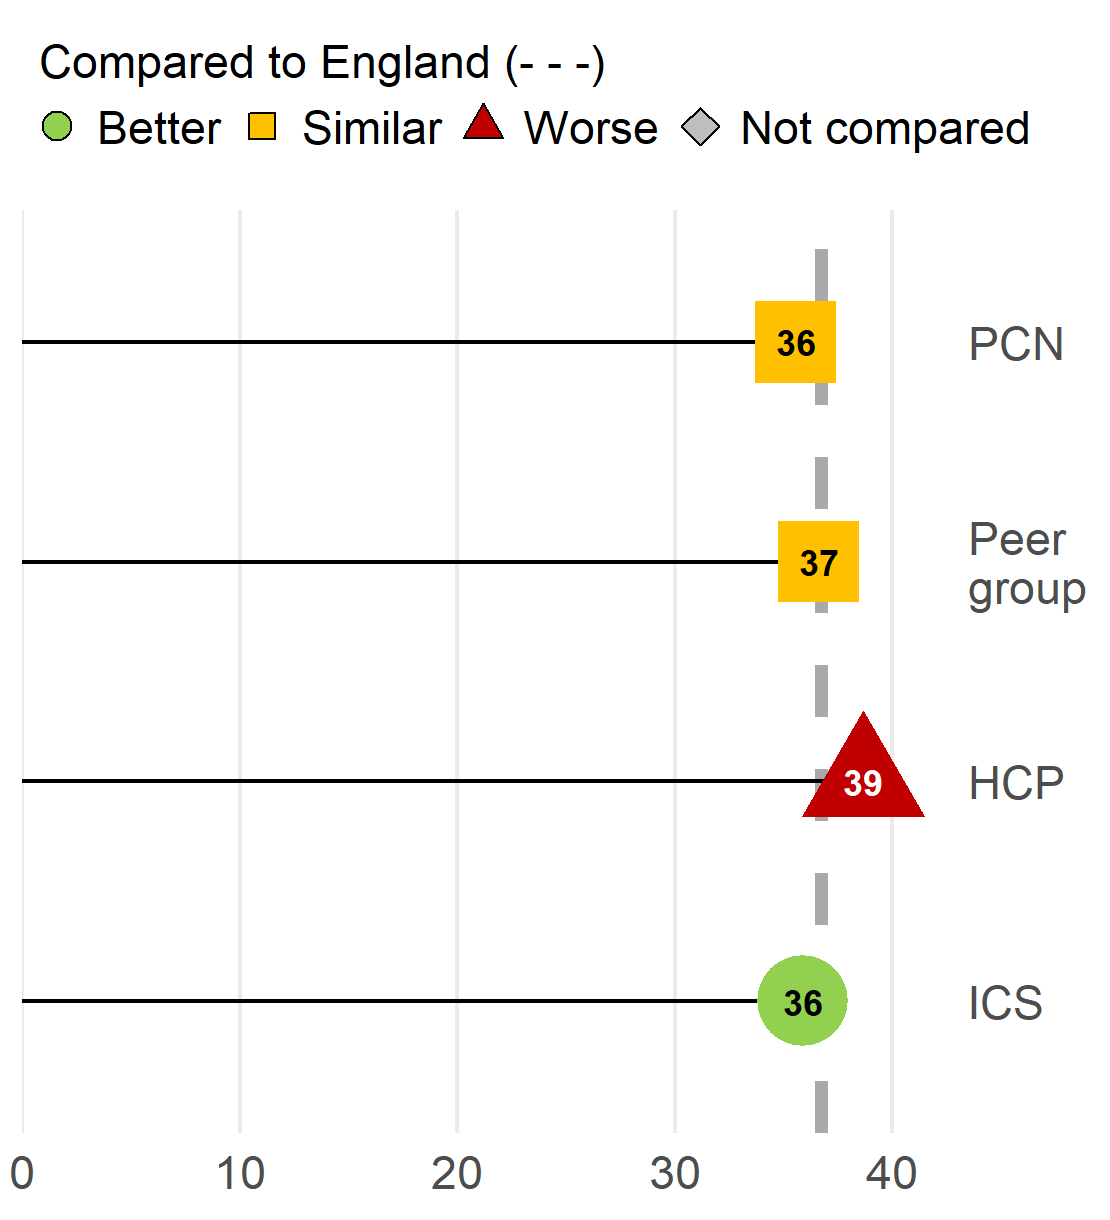 Compared to England (- - -)
Better Similar Worse Not compared
36 PCN
37 Peer
group
39 HCP
36 ICS
0 10 20 30 40